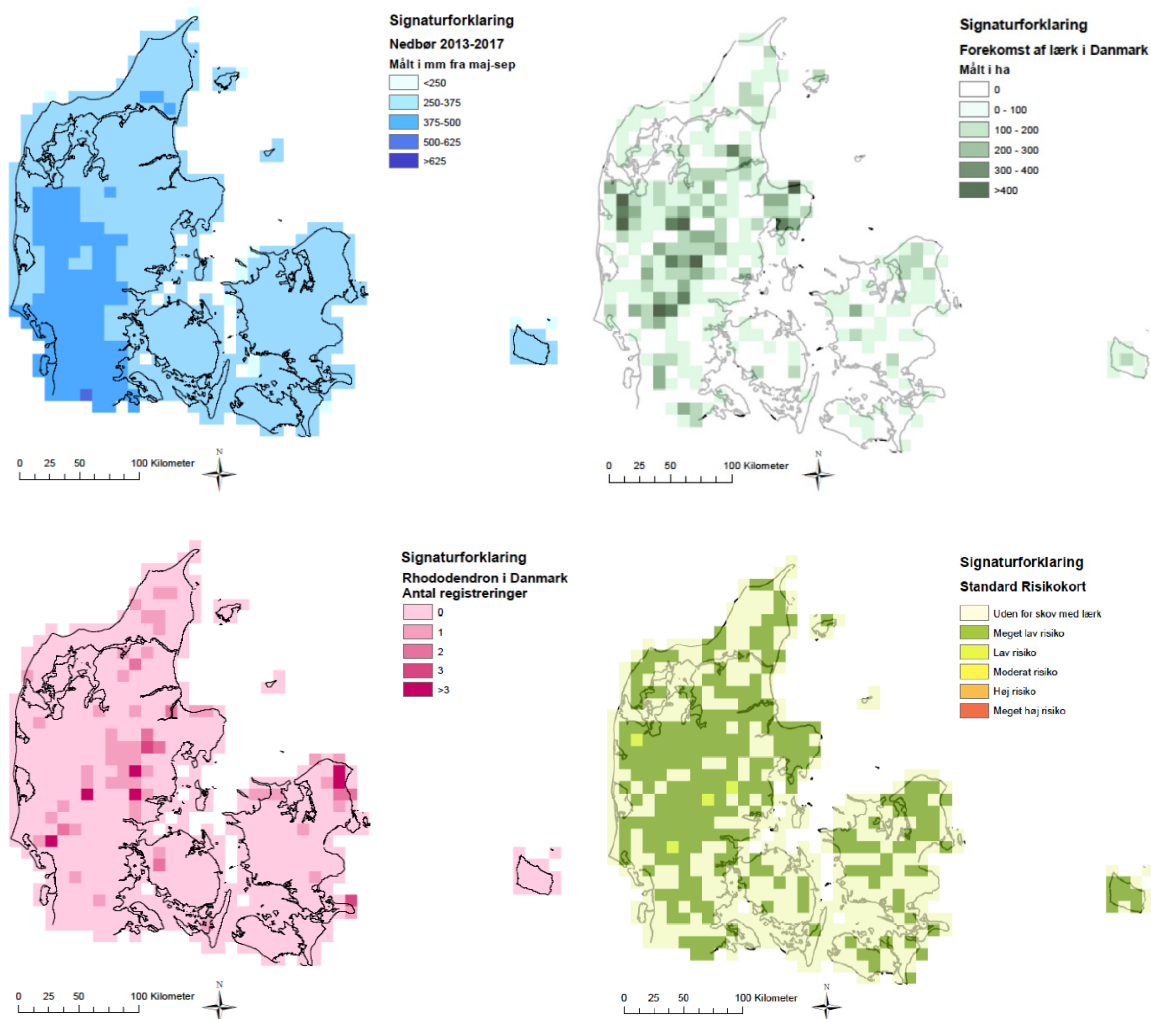 Signaturforklaring
Nedbør 2013-2017
Målt i mm fra maj-sep
<250
250-375
375-500
500-625
>625
N
0 25 50 100 Kilometer
Signaturforklaring
Forekomst af lærk i Danmark
Målt i ha
0
0 - 100
100 - 200
200 - 300
300 - 400
>400
N
0 25 50 100 Kilometer
Signaturforklaring
Rhododendron i Danmark
Antal registreringer
0
1
2
3
>3
N
0 25 50 100 Kilometer
Signaturforklaring
Standard Risikokort
Uden for skov med lærk
Meget lav risiko
Lav risiko
Moderat risiko
Høj risiko
Meget høj risiko
N
0 25 50 100 Kilometer